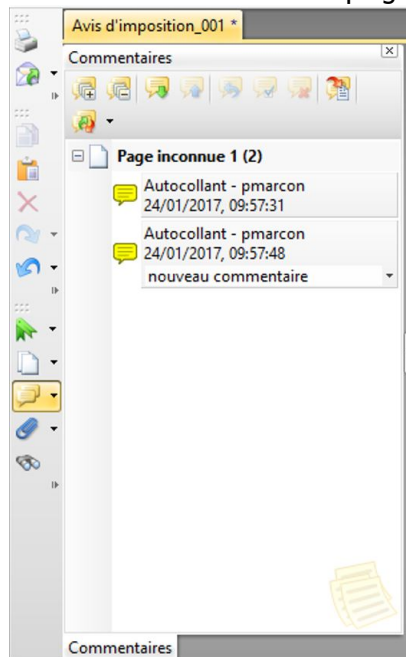 Avis d'imposition_001 *
Commentaires
Page inconnue 1 (2)
Autocollant - pmarcon
24/01/2017, 09:57:31
Autocollant - pmarcon
24/01/2017, 09:57:48
nouveau commentaire
Commentaires